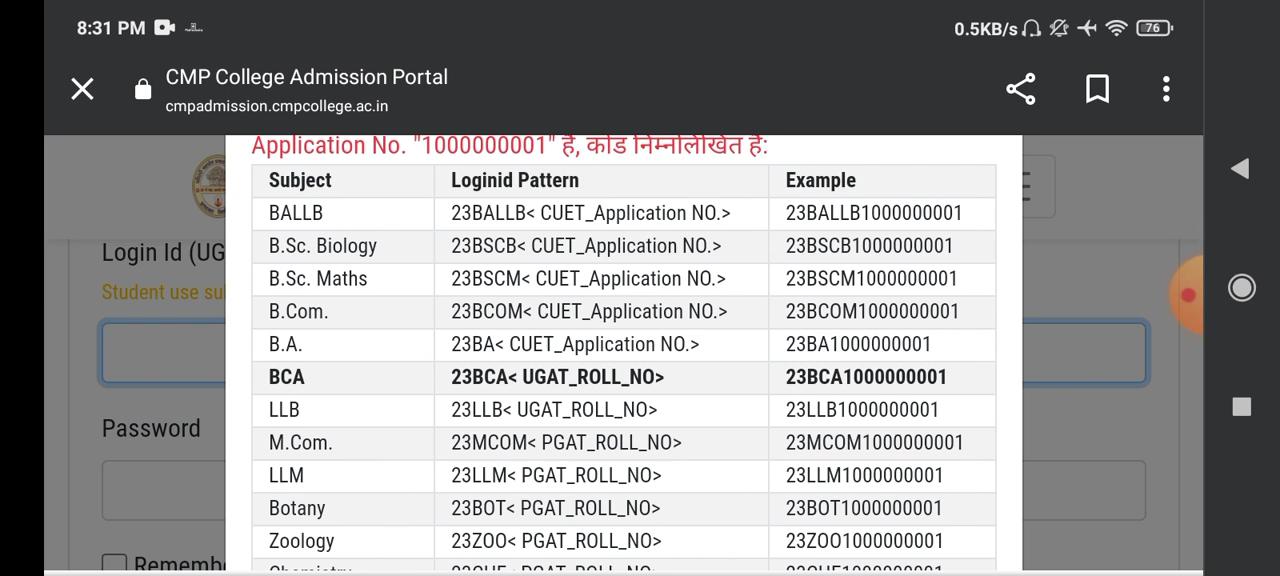 8:31 PM
0.5KB/s 76
CMP College Admission Portal
cmpadmission.cmpcollege.ac.in
Application No. "1000000001" है, कोड निम्नलिखित है:
Subject Loginid Pattern Example
BALLB 23BALLB< CUET_Application NO.> 23BALLB1000000001
B.Sc. Biology 23BSCB< CUET_Application NO.> 23BSCB1000000001
B.Sc. Maths 23BSCM< CUET_Application NO.> 23BSCM1000000001
B.Com. 23BCOM< CUET_Application NO.> 23BCOM1000000001
B.A. 23BA< CUET_Application NO.> 23BA1000000001
BCA 23BCA< UGAT_ROLL_NO> 23BCA1000000001
LLB 23LLB< UGAT_ROLL_NO> 23LLB1000000001
M.Com. 23MCOM< PGAT_ROLL_NO> 23MCOM1000000001
LLM 23LLM< PGAT_ROLL_NO> 23LLM1000000001
Botany 23BOT< PGAT_ROLL_NO> 23BOT1000000001
Zoology 23ZOO< PGAT_ROLL_NO> 23ZOO1000000001
Login Id (UG
Student use su
Password
Rememb